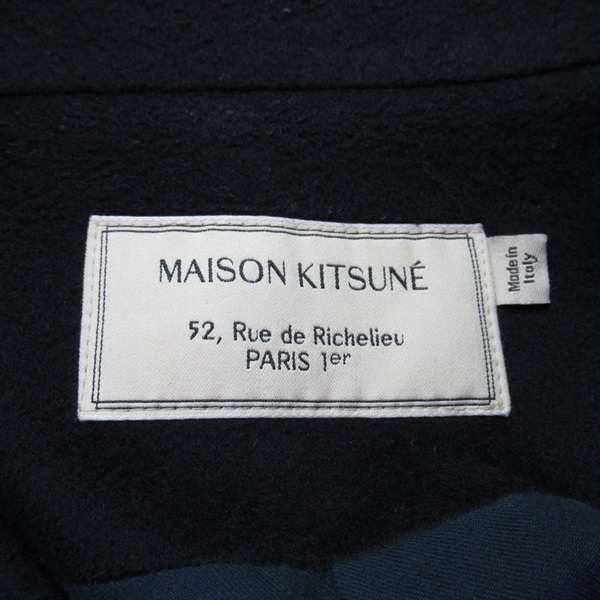 MAISON KITSUNÉ
52, Rue de Richelieu
PARIS 1er
Made in
Italy